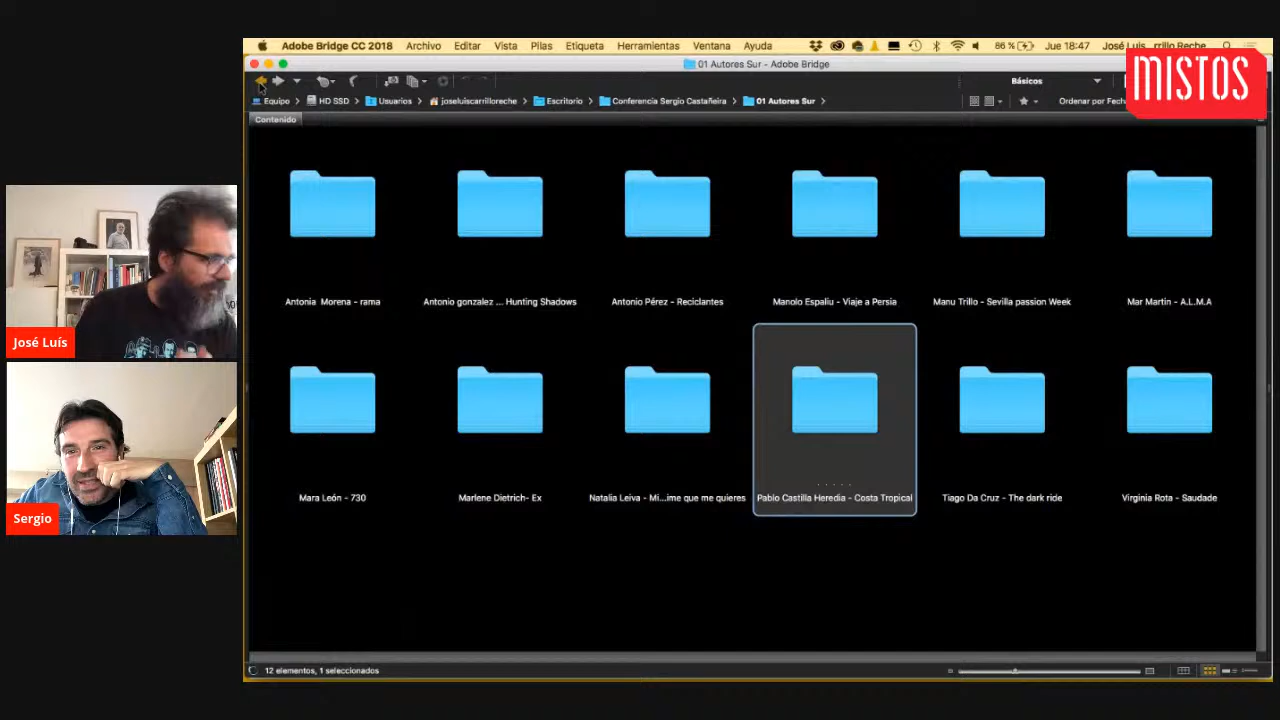 Adobe Bridge CC 2018 Archivo Editar Vista Pilas Etiqueta Herramientas Ventana Ayuda 86 % Jue 18:47 José Luis rrillo Reche
01 Autores Sur - Adobe Bridge
Básicos
MISTOS
Equipo HD SSD Usuarios joseluiscarrilloreche Escritorio Conferencia Sergio Castañeira 01 Autores Sur Ordenar por Fech
Contenido
Antonia Morena - rama
Antonio gonzalez ... Hunting Shadows
Antonio Pérez - Reciclantes
Manolo Espaliu - Viaje a Persia
Manu Trillo - Sevilla passion Week
Mar Martin - A.L.M.A
José Luís
Mara León - 730
Marlene Dietrich- Ex
Natalia Leiva - Mi...ime que me quieres
Pablo Castilla Heredia - Costa Tropical
Tiago Da Cruz - The dark ride
Virginia Rota - Saudade
Sergio
12 elementos, 1 seleccionados